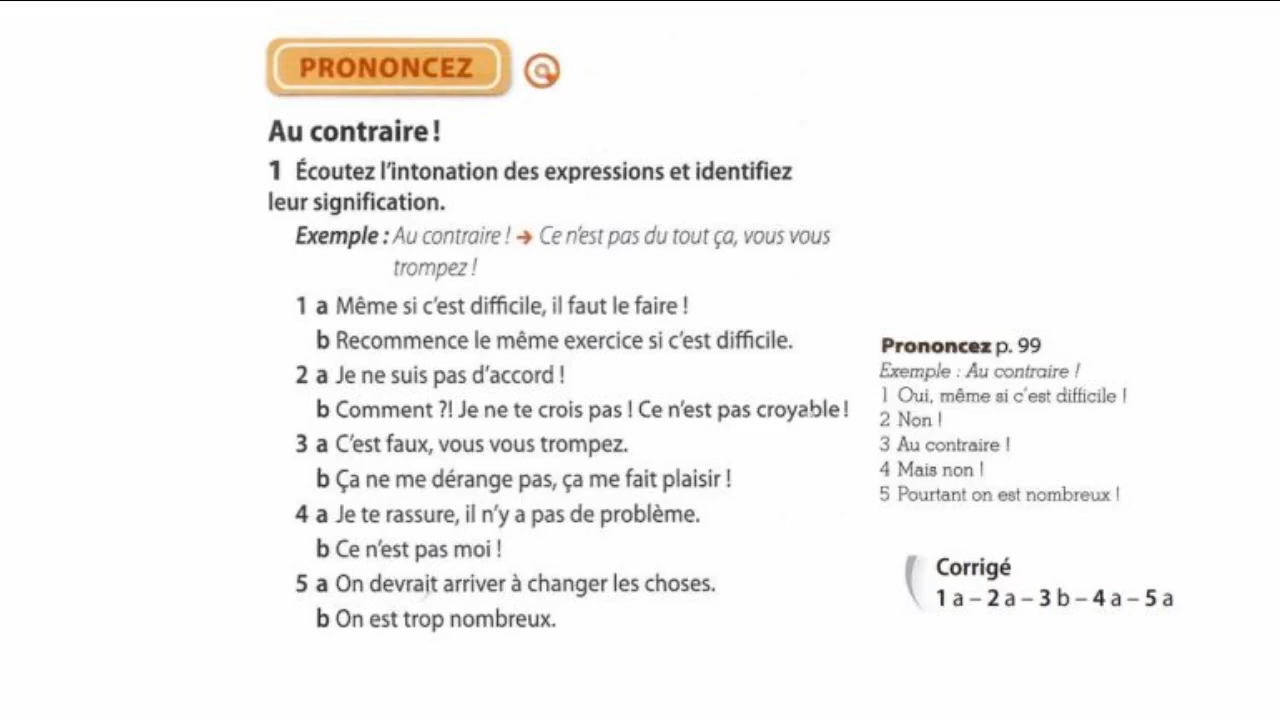 PRONONCEZ
Au contraire !
1 Écoutez l'intonation des expressions et identifiez
leur signification.
Exemple : Au contraire ! → Ce n'est pas du tout ça, vous vous
trompez !
1 a Même si c'est difficile, il faut le faire !
b Recommence le même exercice si c'est difficile.
2 a Je ne suis pas d'accord !
b Comment ?! Je ne te crois pas ! Ce n'est pas croyable !
3 a C'est faux, vous vous trompez.
b Ça ne me dérange pas, ça me fait plaisir !
4 a Je te rassure, il n'y a pas de problème.
b Ce n'est pas moi !
5 a On devrait arriver à changer les choses.
b On est trop nombreux.
Prononcez p. 99
Exemple : Au contraire !
1 Oui, même si c'est difficile !
2 Non !
3 Au contraire !
4 Mais non !
5 Pourtant on est nombreux !
Corrigé
1 a – 2 a – 3 b – 4 a – 5 a